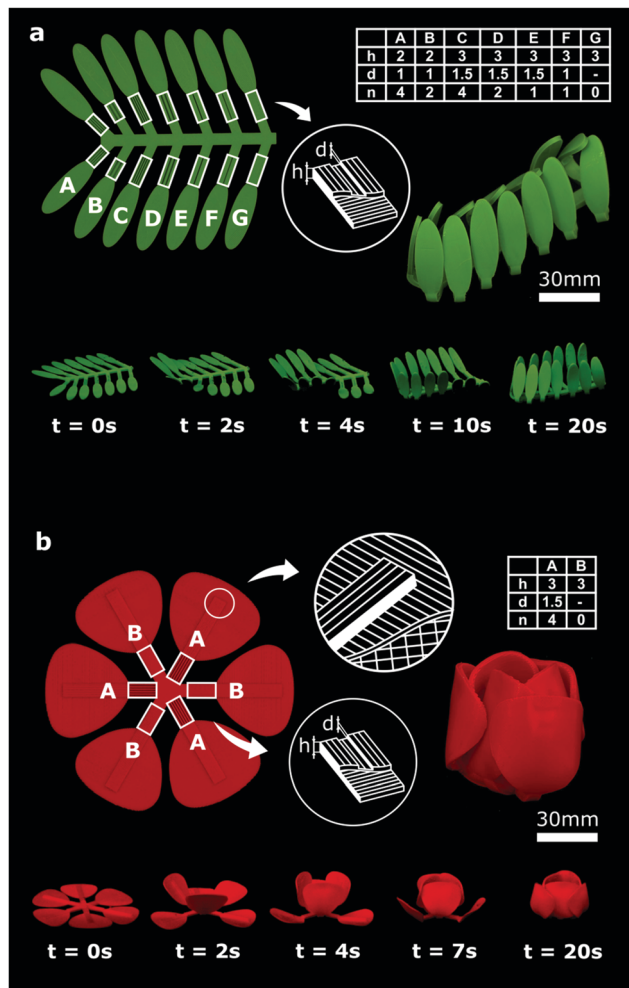 a
A B C D E F G
h 2 2 3 3 3 3 3
d 1 1 1.5 1.5 1.5 1 -
n 4 2 4 2 1 1 0
d
h
A B C D E F G
30mm
t = 0s t = 2s t = 4s t = 10s t = 20s
b
A B
h 3 3
d 1.5 -
n 4 0
B A
A B
B A
d
h
30mm
t = 0s t = 2s t = 4s t = 7s t = 20s